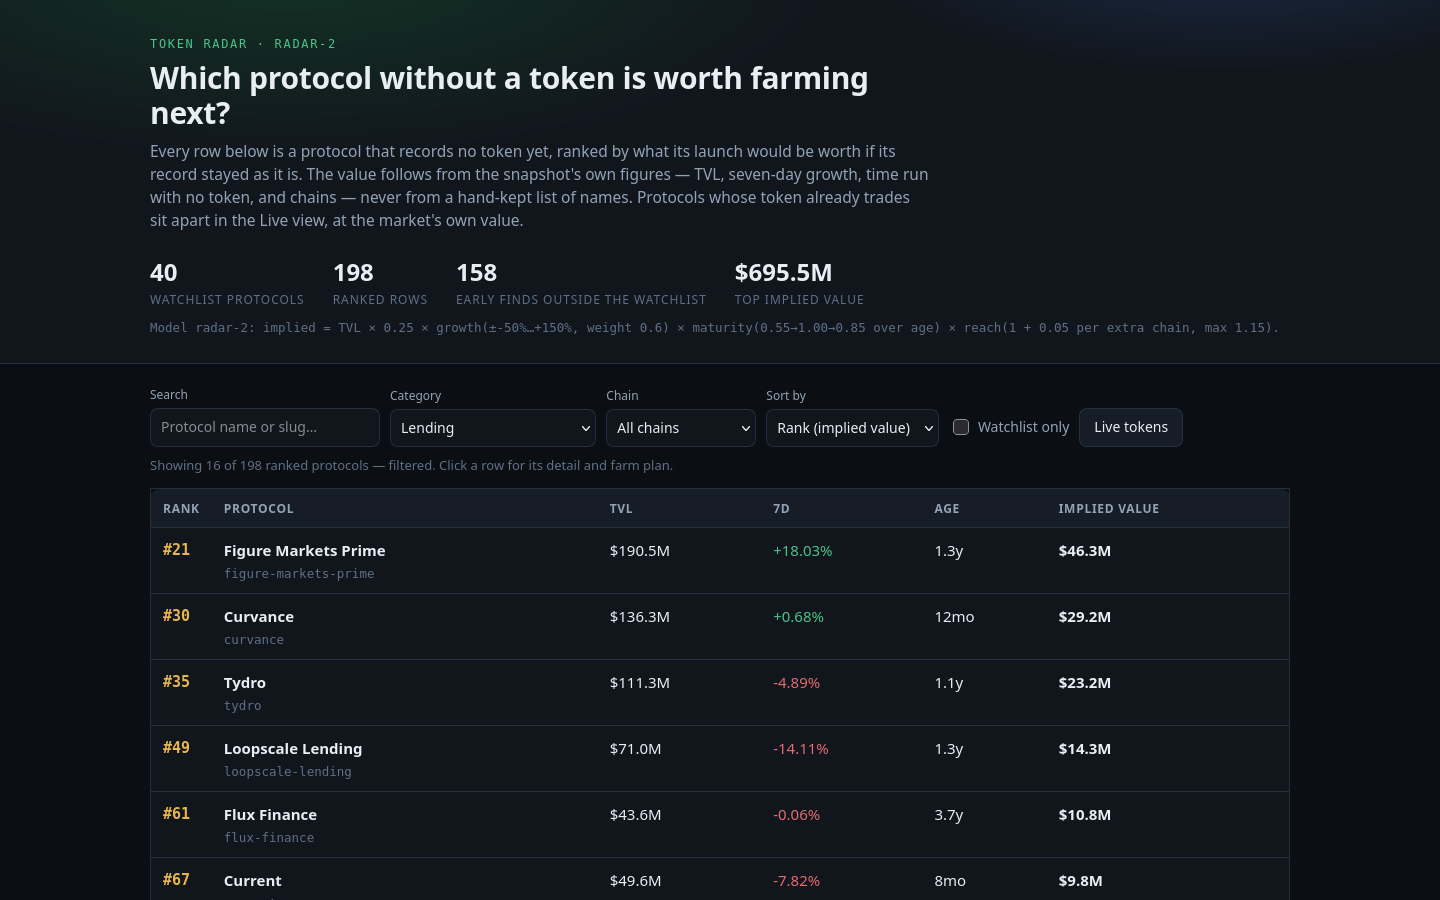 TOKEN RADAR · RADAR-2
Which protocol without a token is worth farming
next?
Every row below is a protocol that records no token yet, ranked by what its launch would be worth if its
record stayed as it is. The value follows from the snapshot's own figures — TVL, seven-day growth, time run
with no token, and chains — never from a hand-kept list of names. Protocols whose token already trades
sit apart in the Live view, at the market's own value.
40 198 158 $695.5M
WATCHLIST PROTOCOLS RANKED ROWS EARLY FINDS OUTSIDE THE WATCHLIST TOP IMPLIED VALUE
Model radar-2: implied = TVL × 0.25 × growth(±-50%…+150%, weight 0.6) × maturity(0.55→1.00→0.85 over age) × reach(1 + 0.05 per extra chain, max 1.15).
Search Category Chain Sort by
Protocol name or slug… Lending All chains Rank (implied value) Watchlist only Live tokens
Showing 16 of 198 ranked protocols — filtered. Click a row for its detail and farm plan.
RANK PROTOCOL TVL 7D AGE IMPLIED VALUE
#21 Figure Markets Prime $190.5M +18.03% 1.3y $46.3M
figure-markets-prime
#30 Curvance $136.3M +0.68% 12mo $29.2M
curvance
#35 Tydro $111.3M -4.89% 1.1y $23.2M
tydro
#49 Loopscale Lending $71.0M -14.11% 1.3y $14.3M
loopscale-lending
#61 Flux Finance $43.6M -0.06% 3.7y $10.8M
flux-finance
#67 Current $49.6M -7.82% 8mo $9.8M